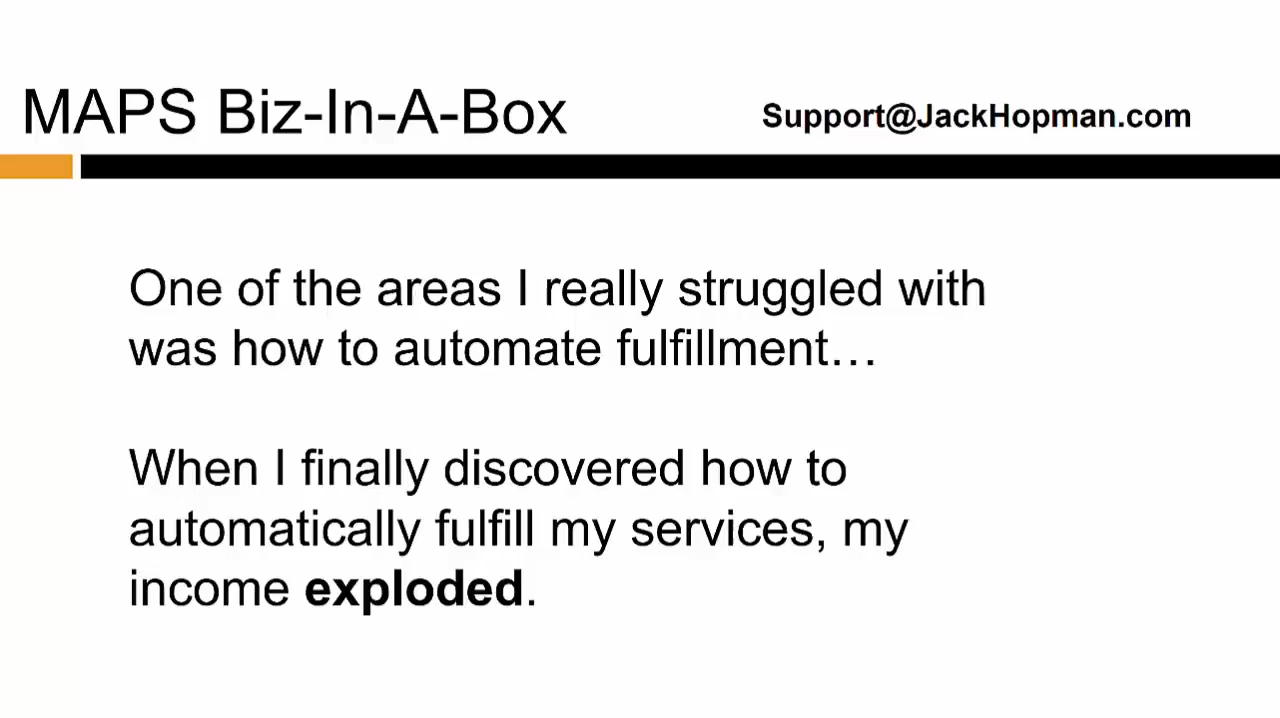 MAPS Biz-In-A-Box
Support@JackHopman.com
One of the areas I really struggled with
was how to automate fulfillment…
When I finally discovered how to
automatically fulfill my services, my
income exploded.